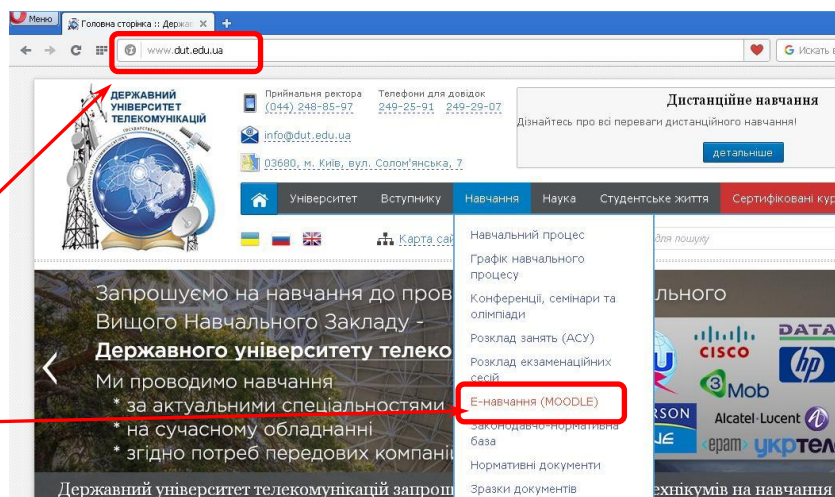 Меню
Головна сторінка :: Держав
www.dut.edu.ua
Искать в
ДЕРЖАВНИЙ
УНІВЕРСИТЕТ
ТЕЛЕКОМУНІКАЦІЙ
Прийнальня ректора
(044) 248-85-97
Телефони для довідок
249-25-91 249-29-07
info@dut.edu.ua
03680, м. Київ, вул. Солом'янська, 7
Дистанційне навчання
Дізнайтесь про всі переваги дистанційного навчання!
детальніше
Університет Вступнику Навчання Наука Студентське життя Сертифіковані кур
Карта сай
для пошуку
Навчальний процес
Графік навчального
процесу
Конференції, семінари та
олімпіади
Розклад занять (АСУ)
Розклад екзаменаційних
сесій
Е-навчання (MOODLE)
Законодавчо-нормативна
база
Нормативні документи
Зразки документів
Запрошуємо на навчання до пров
льного
Вищого Навчального Закладу -
Державного університету телеко
Ми проводимо навчання
* за актуальними спеціальностями
* на сучасному обладнанні
* згідно потреб передових компані
CISCO
DATA
hp
Mob
Alcatel·Lucent
<epam>
укртел
Державний університет телекомунікацій запрош
ехнікумів на навчання